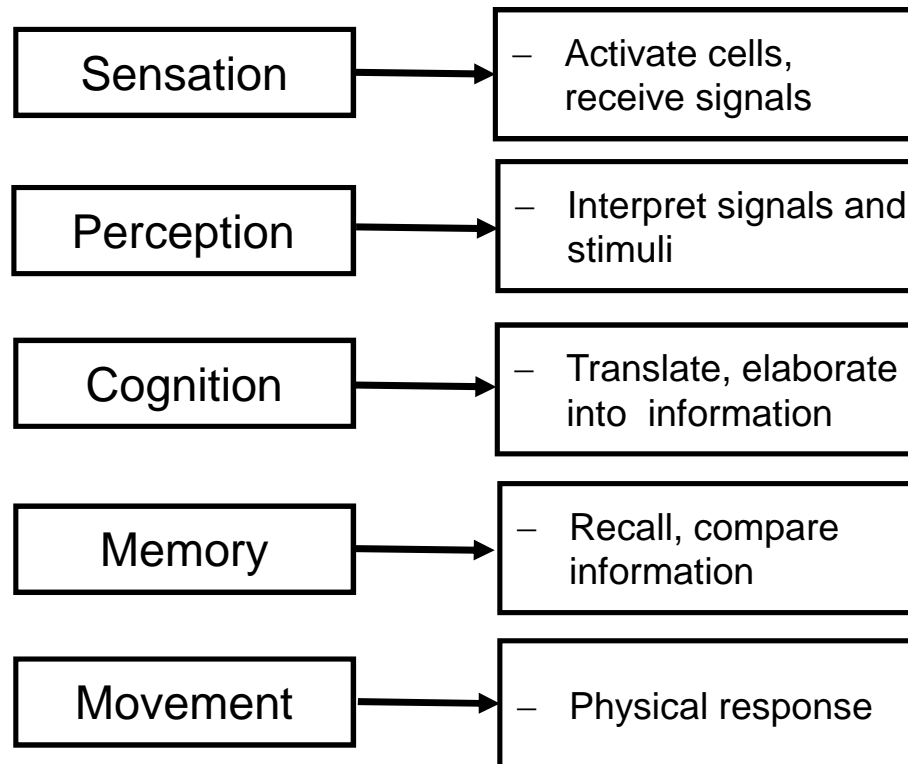 Sensation
– Activate cells,
receive signals
Perception
– Interpret signals and
stimuli
Cognition
– Translate, elaborate
into information
Memory
– Recall, compare
information
Movement
– Physical response